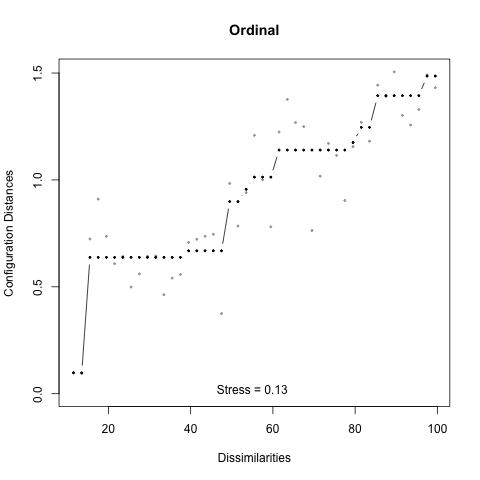 Ordinal
Configuration Distances
1.5
1.0
0.5
0.0
Stress = 0.13
20 40 60 80 100
Dissimilarities